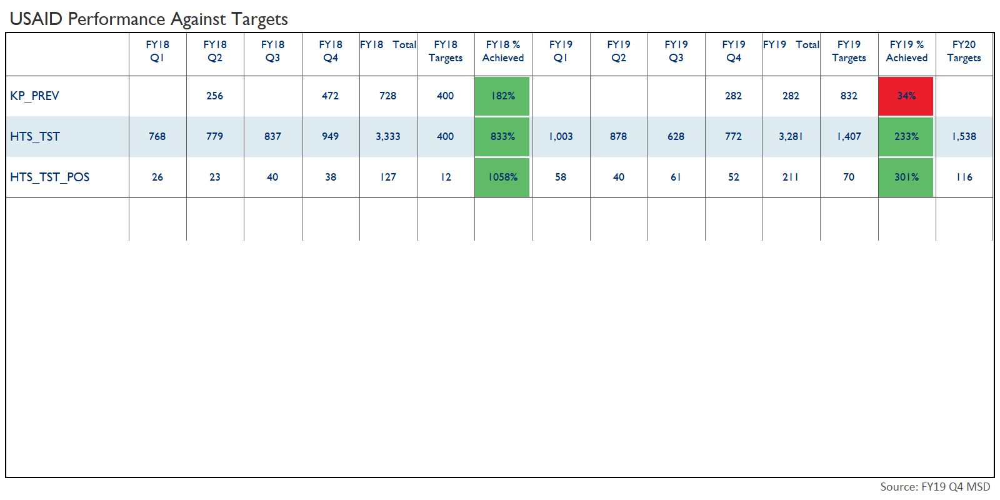 USAID Performance Against Targets
FY18 Q1 FY18 Q2 FY18 Q3 FY18 Q4 FY18 Total FY18 Targets FY18 % Achieved FY19 Q1 FY19 Q2 FY19 Q3 FY19 Q4 FY19 Total FY19 Targets FY19 % Achieved FY20 Targets
KP_PREV 256 472 728 400 182% 282 282 832 34%
HTS_TST 768 779 837 949 3,333 400 833% 1,003 878 628 772 3,281 1,407 233% 1,538
HTS_TST_POS 26 23 40 38 127 12 1058% 58 40 61 52 211 70 301% 116
Source: FY19 Q4 MSD